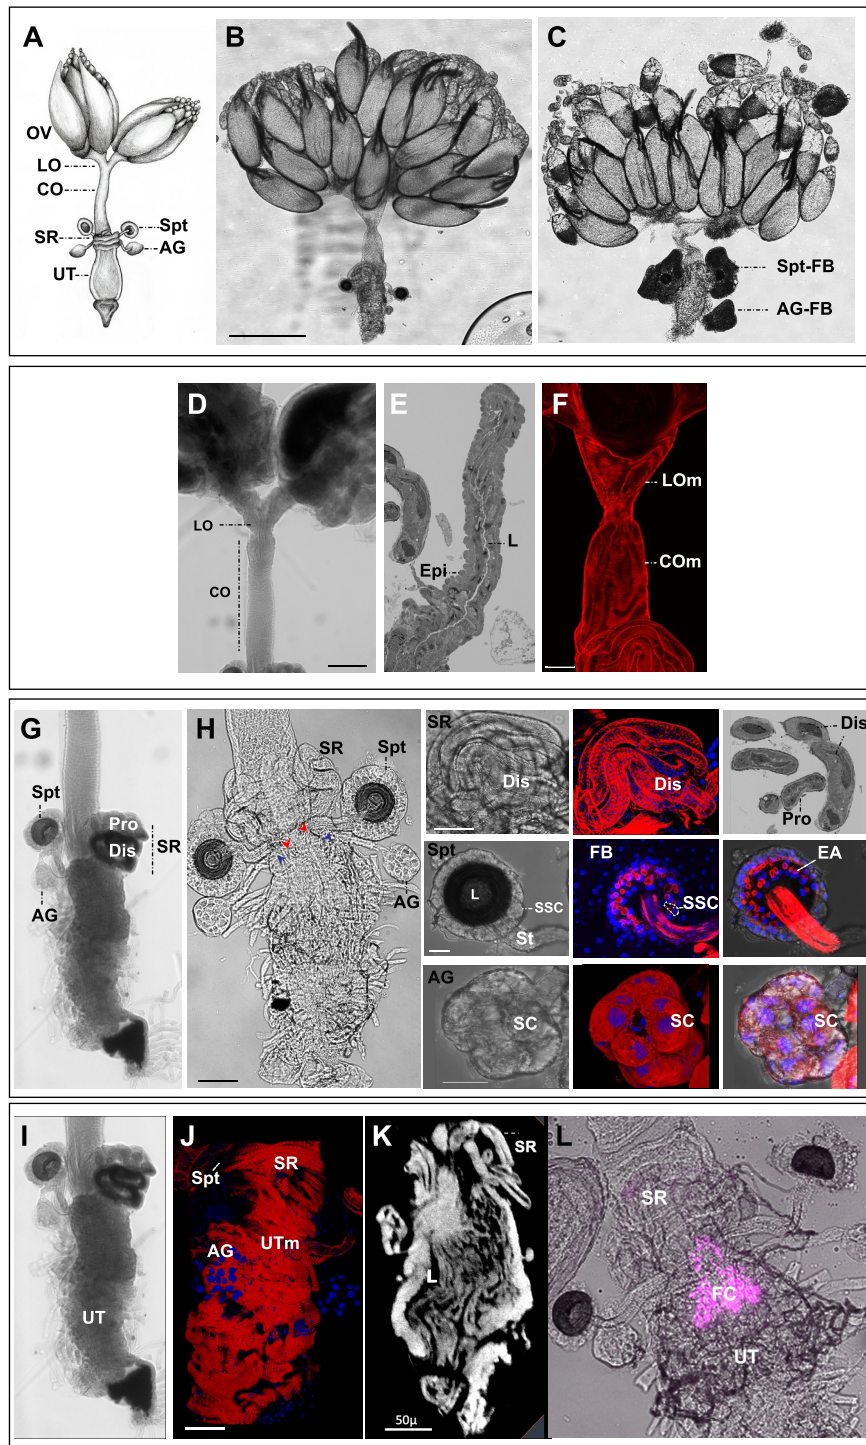 A
B
C
OV
LO
CO
Spt
SR
AG
UT
Spt-FB
AG-FB
D
E
F
LO
CO
L
Epi
LOm
COm
G
H
SR
Dis
Dis
Dis
Pro
Spt
Pro
Dis
SR
AG
SR
Spt
AG
Spt
L
SSC
St
FB
SSC
EA
AG
SC
SC
SC
I
J
K
L
Spt
SR
SR
SR
AG
UTm
L
FC
UT
UT
50µ